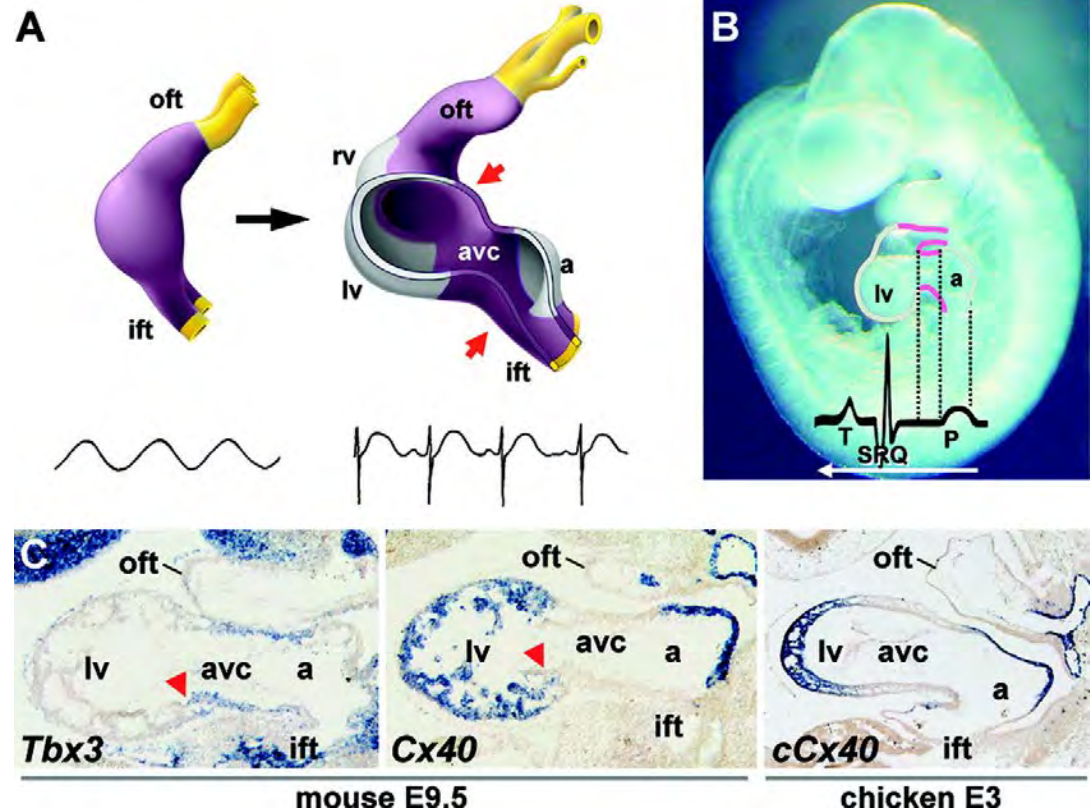 A
oft
ift
oft
rv
avc
a
lv
ift
B
lv
a
T
SRQ
P
C
oft
lv
avc
a
ift
Tbx3
oft
lv
avc
a
ift
Cx40
oft
lv
avc
a
ift
cCx40
mouse E9.5
chicken E3